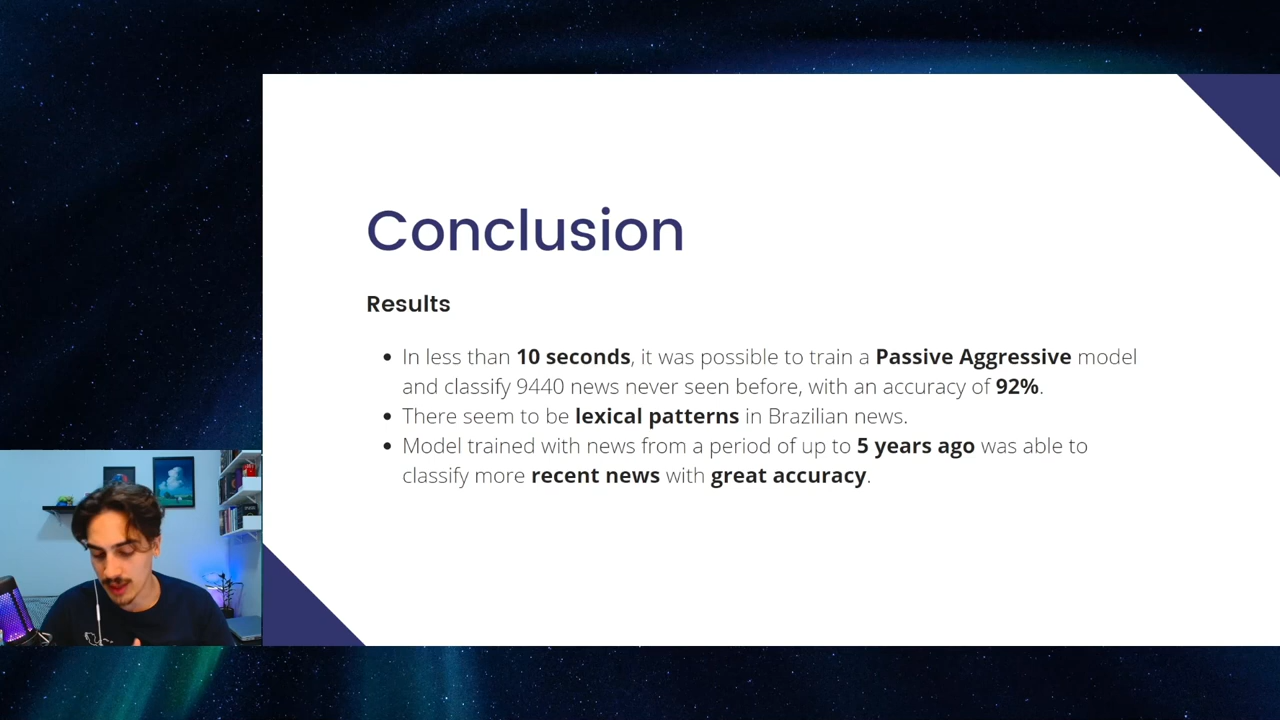 Conclusion
Results
• In less than 10 seconds, it was possible to train a Passive Aggressive model
and classify 9440 news never seen before, with an accuracy of 92%.
• There seem to be lexical patterns in Brazilian news.
• Model trained with news from a period of up to 5 years ago was able to
classify more recent news with great accuracy.